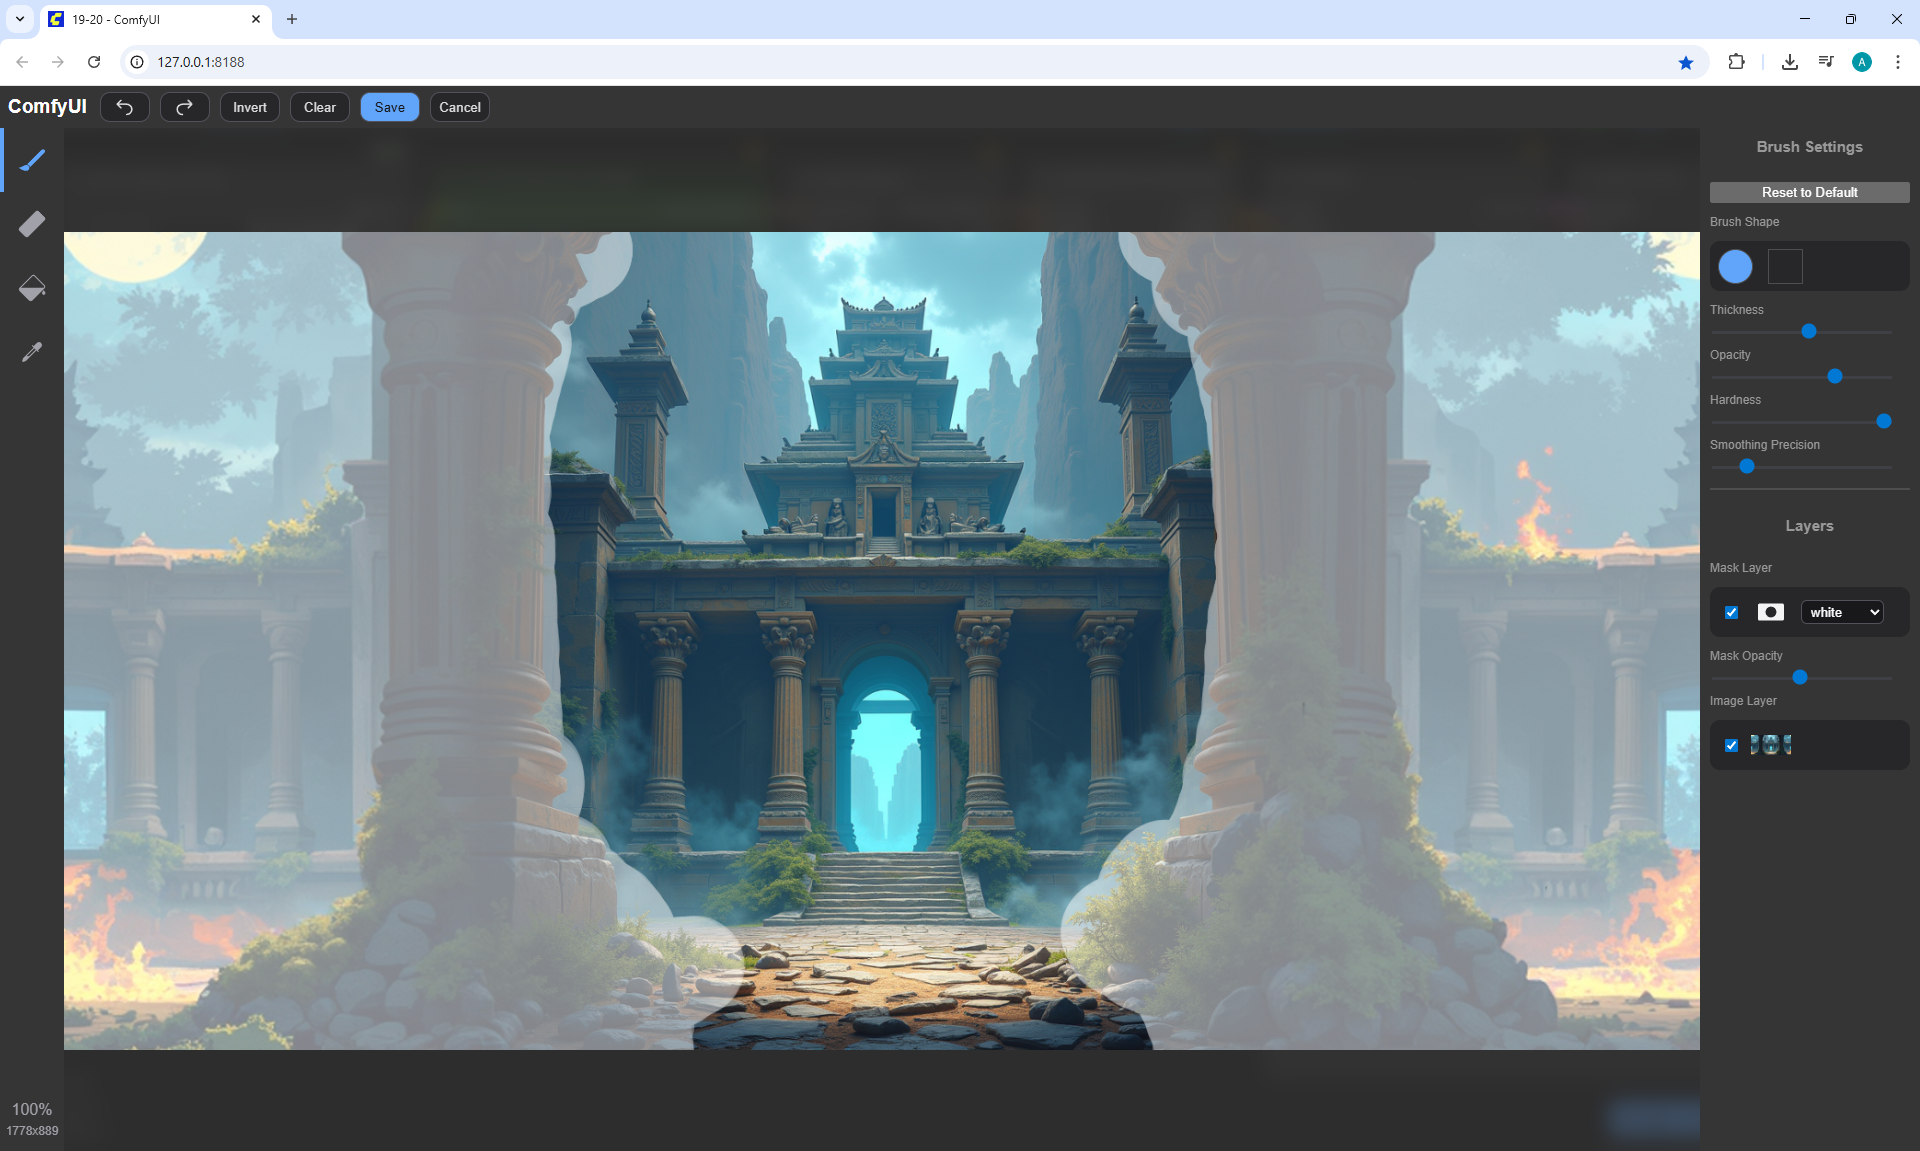 19-20 - ComfyUI
127.0.0.1:8188
A
ComfyUI
Invert
Clear
Save
Cancel
Brush Settings
Reset to Default
Brush Shape
Thickness
Opacity
Hardness
Smoothing Precision
Layers
Mask Layer
white
Mask Opacity
Image Layer
100%
1778x889